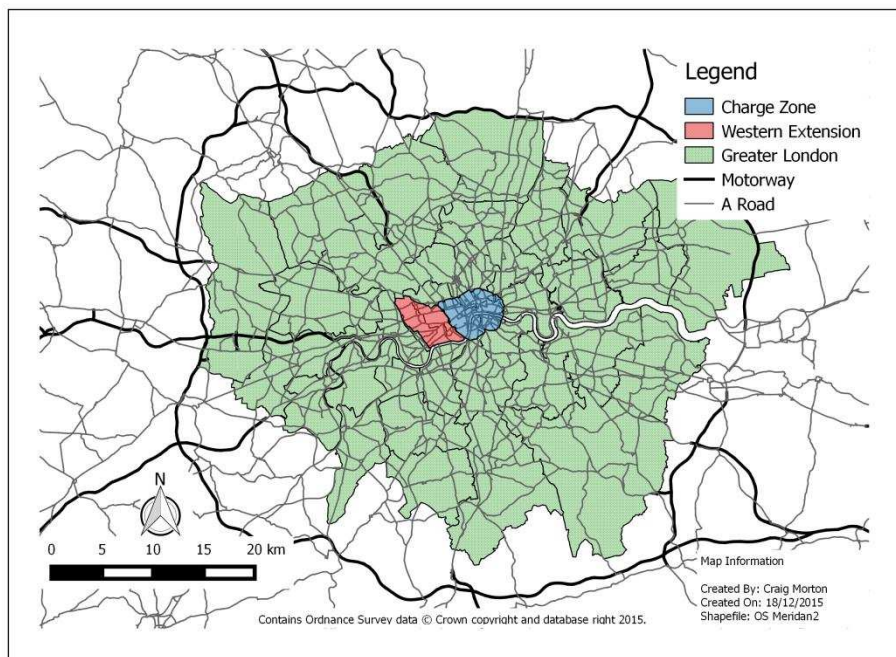 Legend
Charge Zone
Western Extension
Greater London
Motorway
A Road
N
0 5 10 15 20 km
Map Information
Created By: Craig Morton
Created On: 18/12/2015
Shapefile: OS Meridan2
Contains Ordnance Survey data © Crown copyright and database right 2015.